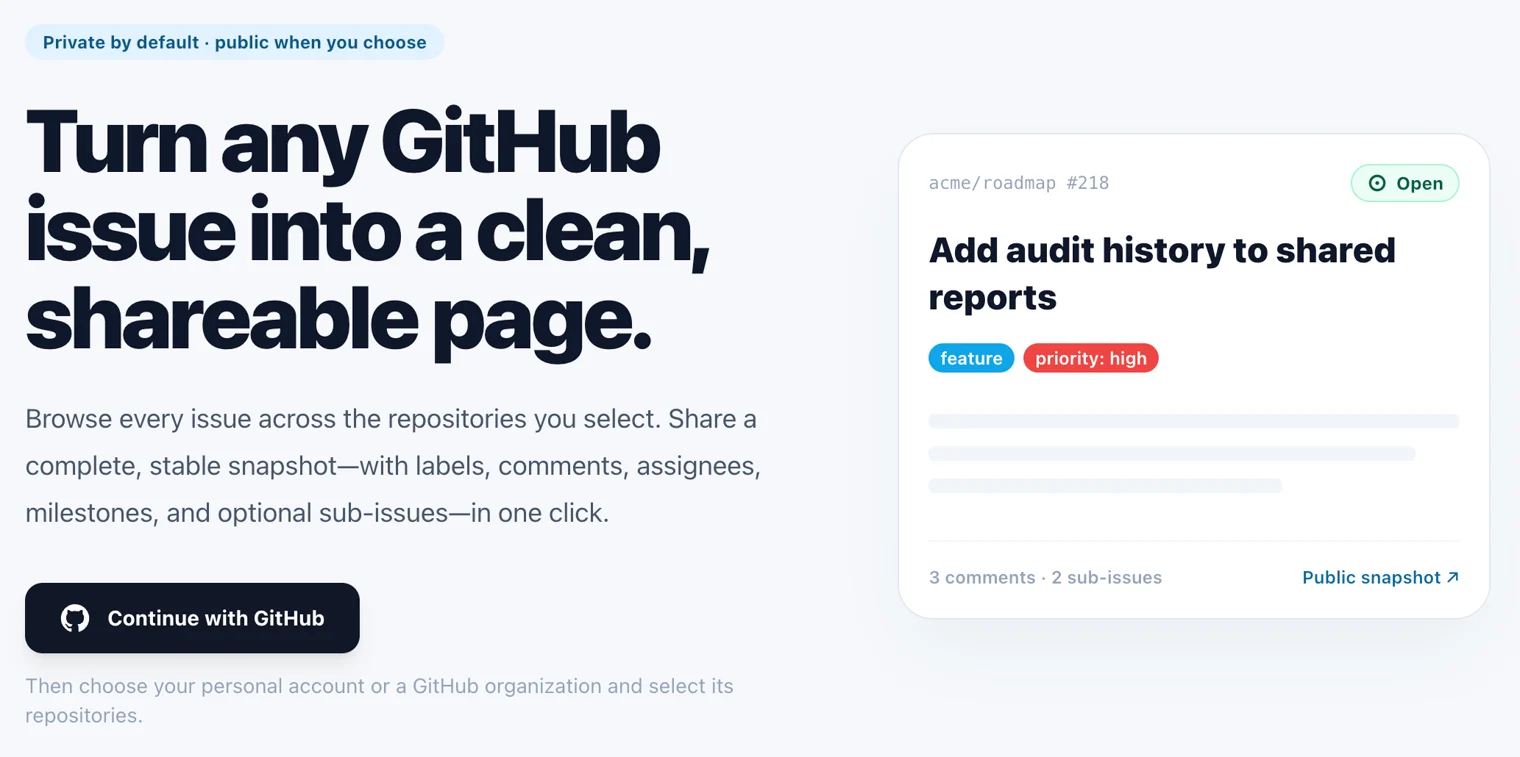 Private by default · public when you choose
Turn any GitHub
issue into a clean,
shareable page.
Browse every issue across the repositories you select. Share a
complete, stable snapshot—with labels, comments, assignees,
milestones, and optional sub-issues—in one click.
Continue with GitHub
Then choose your personal account or a GitHub organization and select its
repositories.
acme/roadmap #218
Open
Add audit history to shared
reports
feature
priority: high
3 comments · 2 sub-issues
Public snapshot ↗